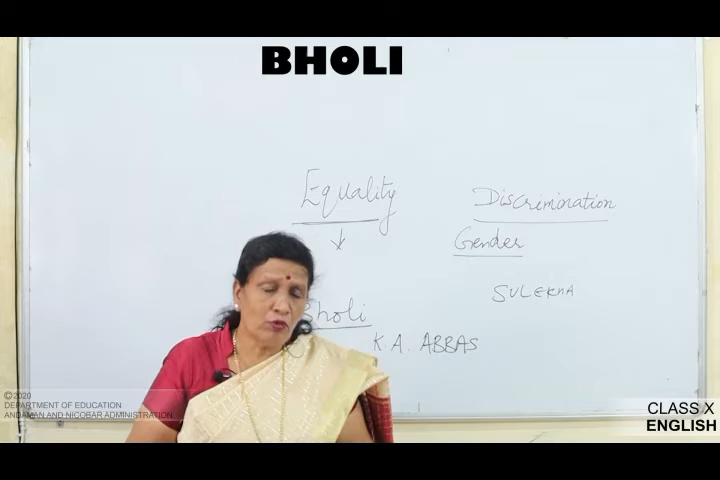 BHOLI
Equality
Discrimination
Gender
SULEKHA
Bholi
K.A. ABBAS
©2020
DEPARTMENT OF EDUCATION
ANDAMAN AND NICOBAR ADMINISTRATION
CLASS X
ENGLISH